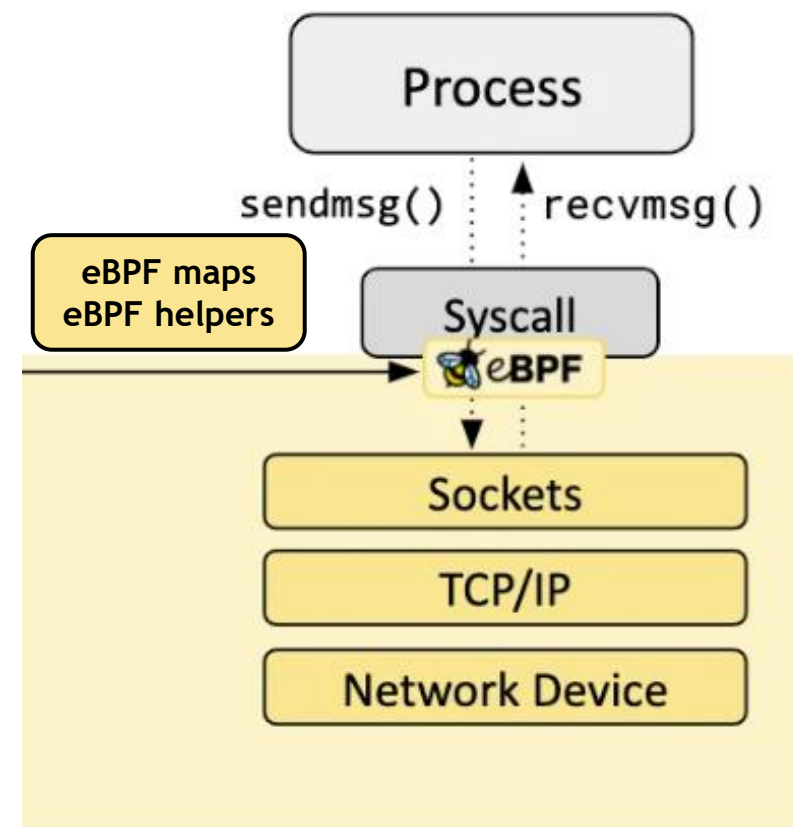 Process
sendmsg()
recvmsg()
eBPF maps
eBPF helpers
Syscall
eBPF
Sockets
TCP/IP
Network Device